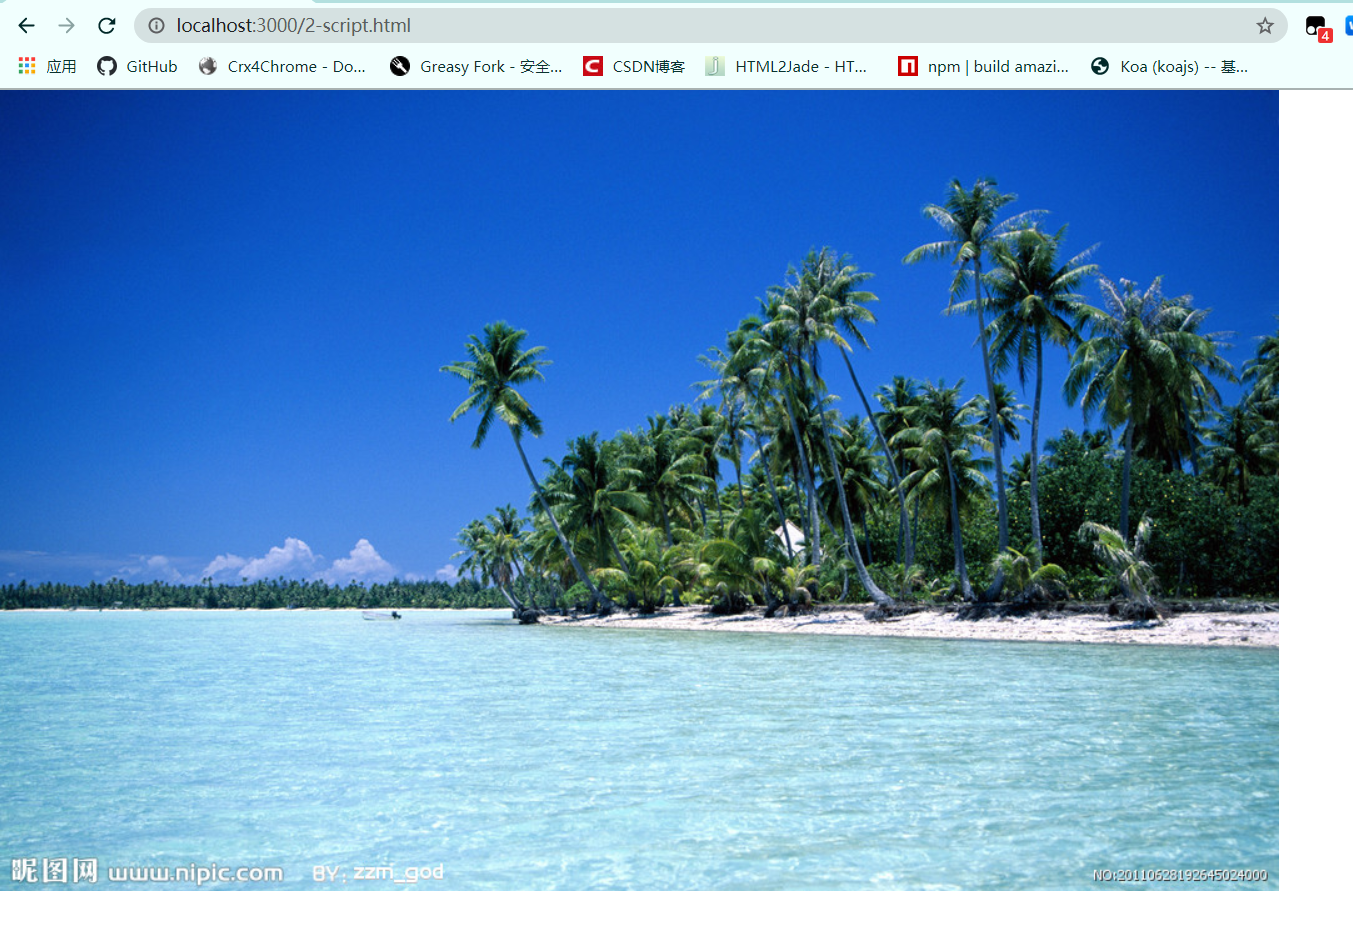 localhost:3000/2-script.html
4
应用 GitHub Crx4Chrome - Do... Greasy Fork - 安全... CSDN博客 HTML2Jade - HT... npm | build amazi... Koa (koajs) -- 基...
昵图网 www.nipic.com BY: zzm_god
NO:20110628192645024000